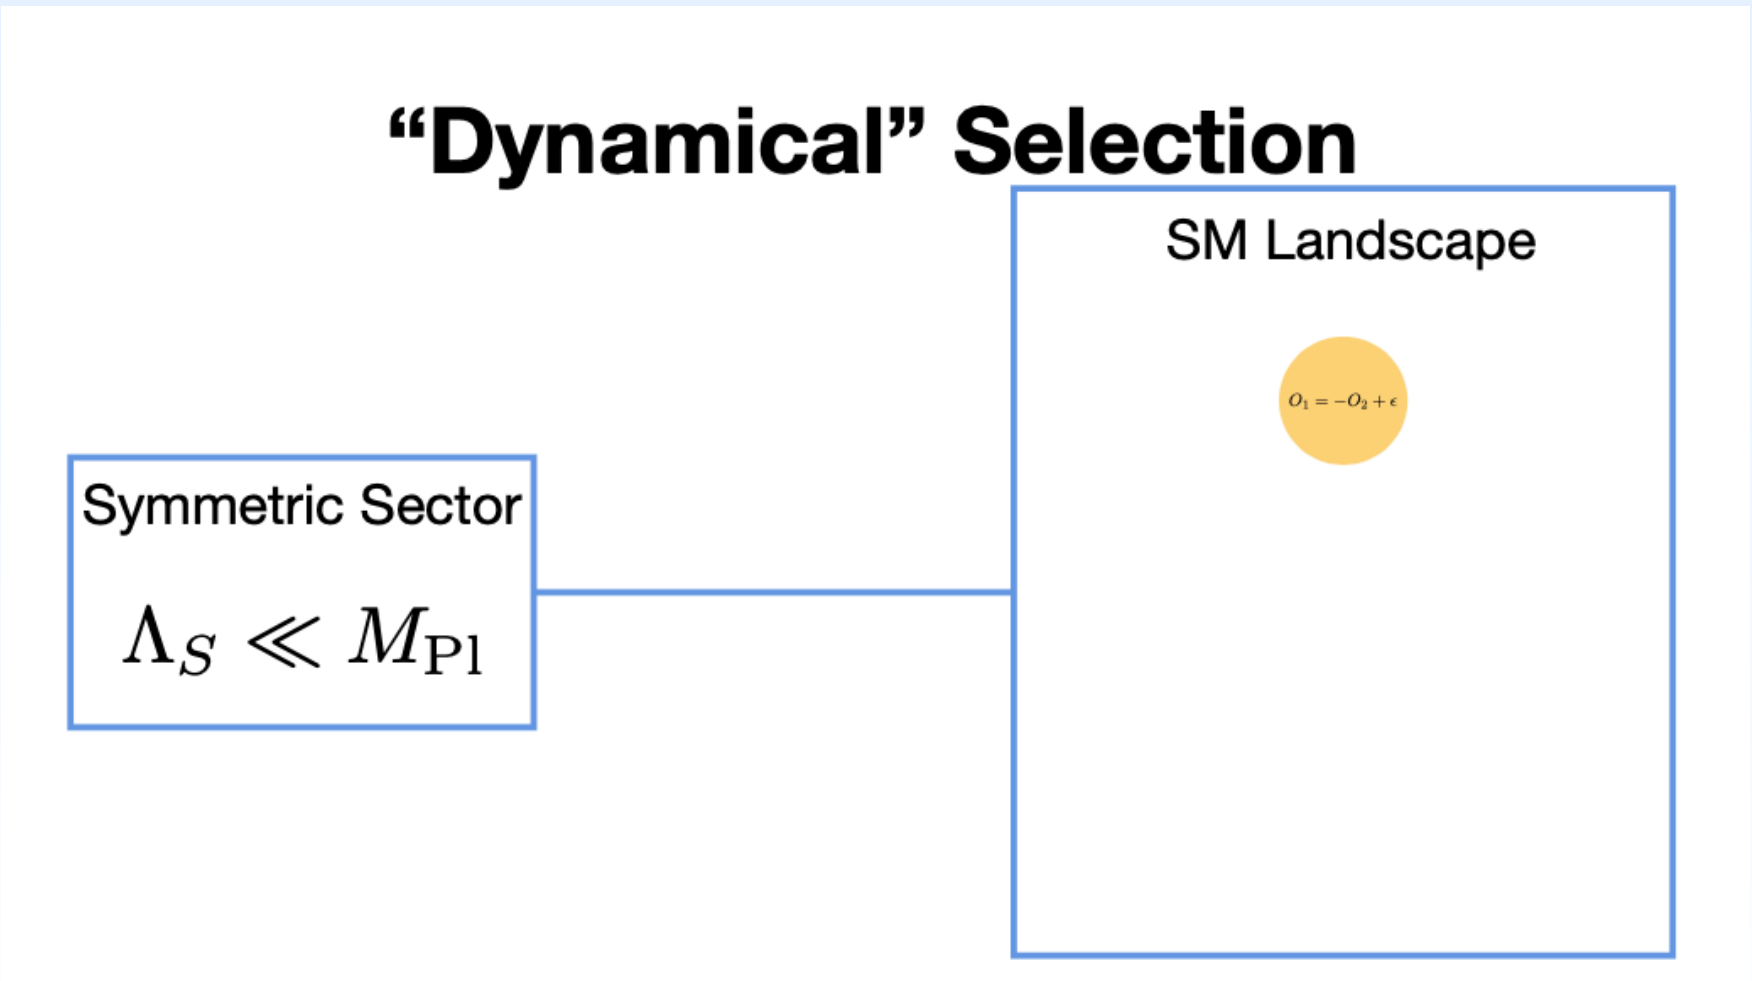 “Dynamical” Selection
SM Landscape
O₁ = −O₂ + ϵ
Symmetric Sector
Λ_S ≪ M_Pl